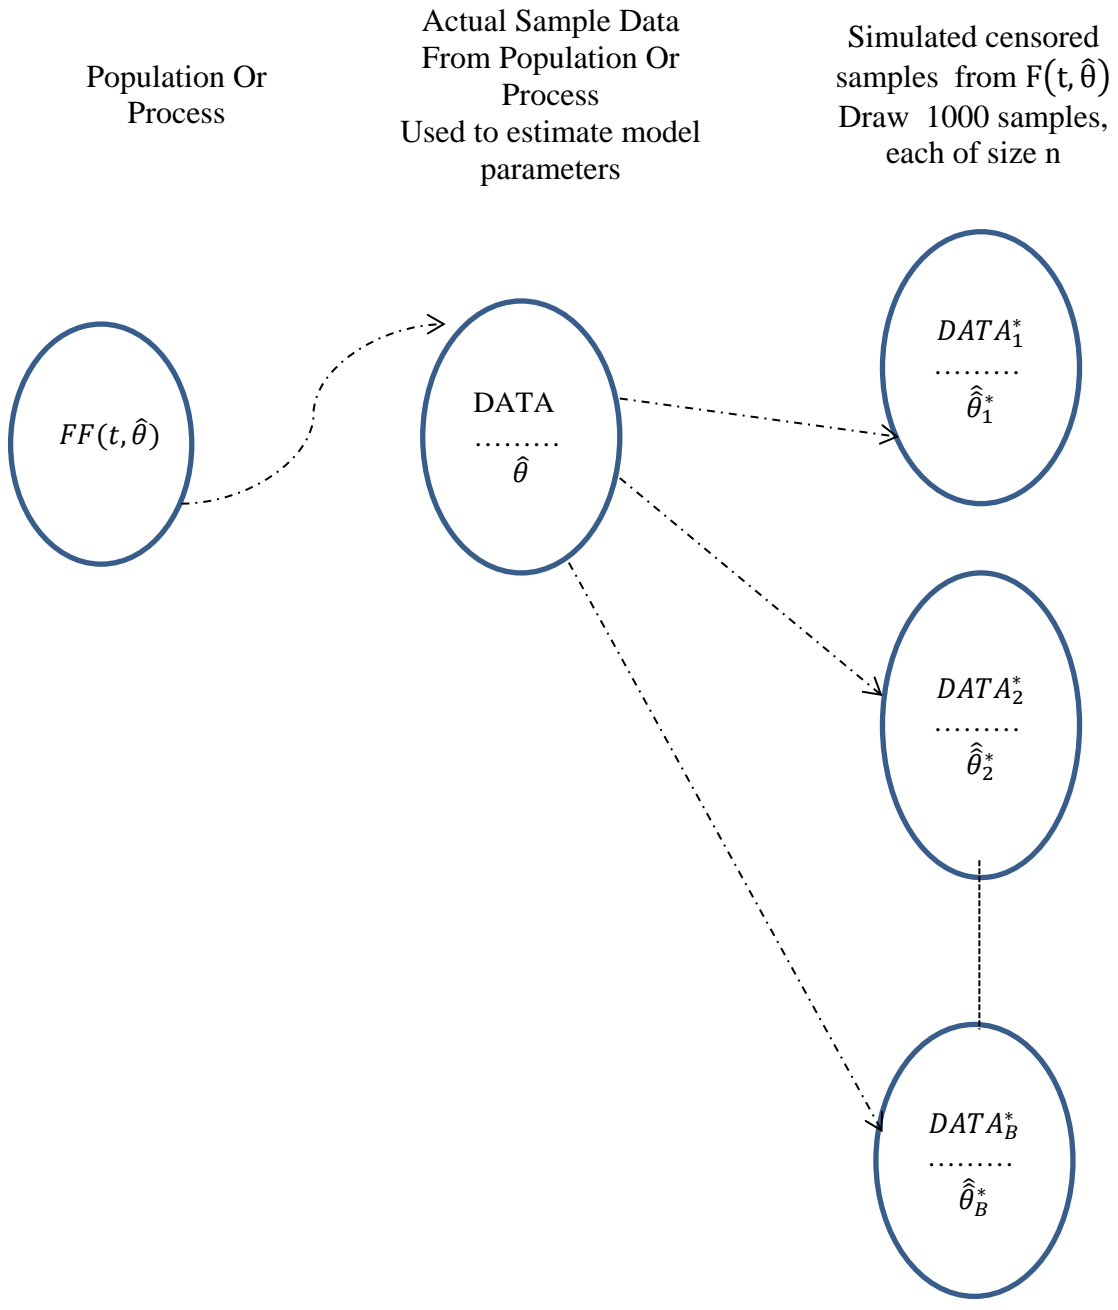 Population Or
Process
Actual Sample Data
From Population Or
Process
Used to estimate model
parameters
Simulated censored
samples from F(t, θ̂)
Draw 1000 samples,
each of size n
FF(t, θ̂)
DATA
.........
θ̂
DATA₁*
.........
θ̂̂₁*
DATA₂*
.........
θ̂̂₂*
DATA_B*
.........
θ̂̂_B*